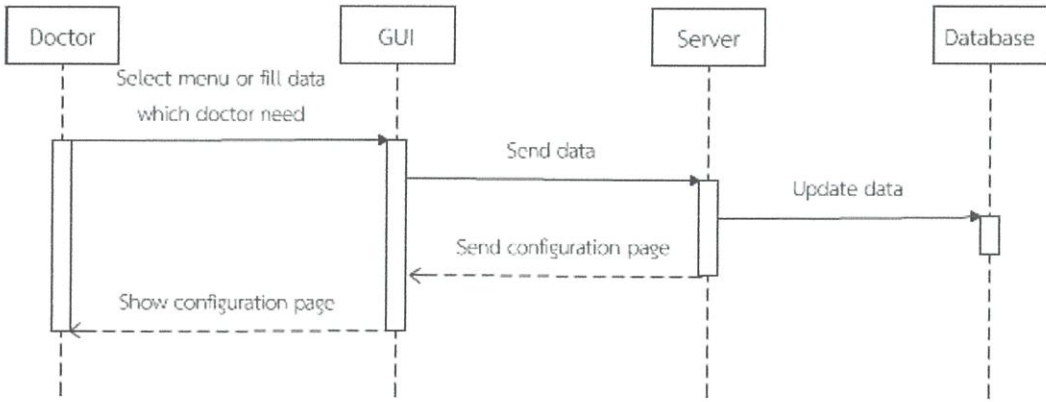 Doctor
GUI
Server
Database
Select menu or fill data
which doctor need
Send data
Update data
Send configuration page
Show configuration page